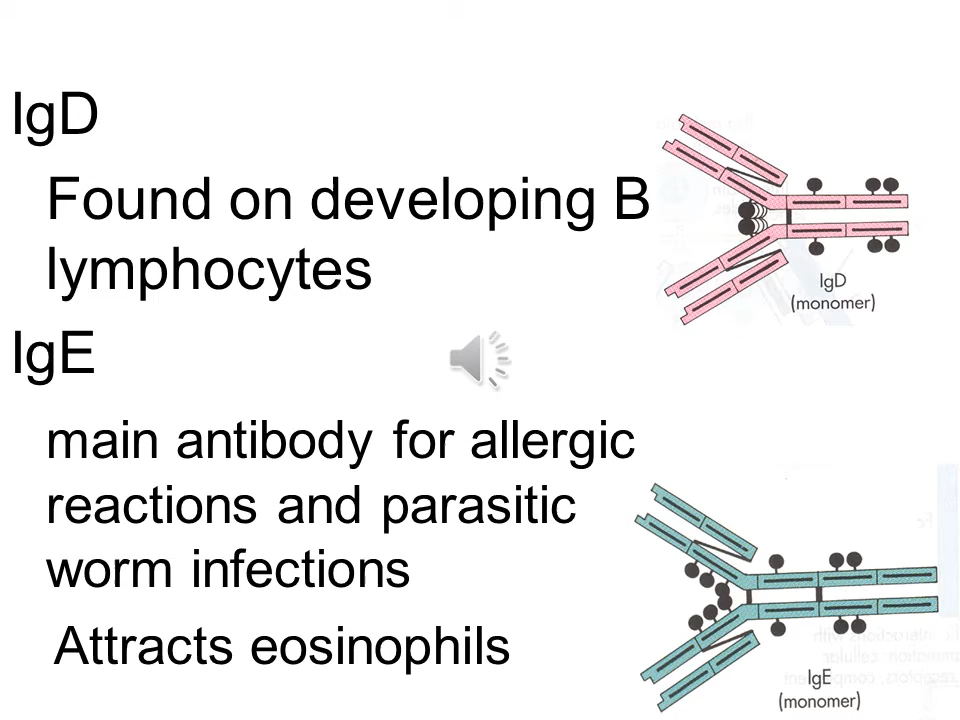 IgD
Found on developing B
lymphocytes
IgE
main antibody for allergic
reactions and parasitic
worm infections
Attracts eosinophils
IgD
(monomer)
IgE
(monomer)